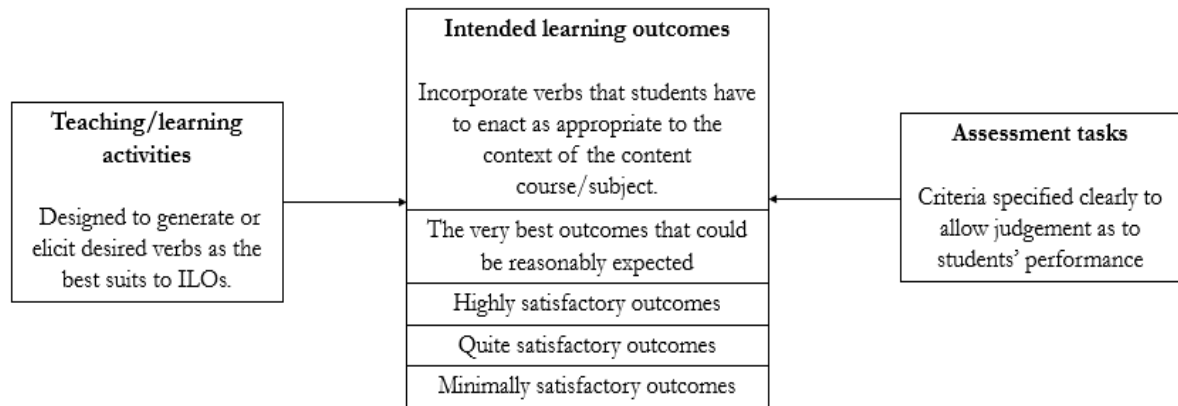 Teaching/learning
activities
Designed to generate or
elicit desired verbs as the
best suits to ILOs.
Intended learning outcomes
Incorporate verbs that students have
to enact as appropriate to the
context of the content
course/subject.
The very best outcomes that could
be reasonably expected
Highly satisfactory outcomes
Quite satisfactory outcomes
Minimally satisfactory outcomes
Assessment tasks
Criteria specified clearly to
allow judgement as to
students' performance